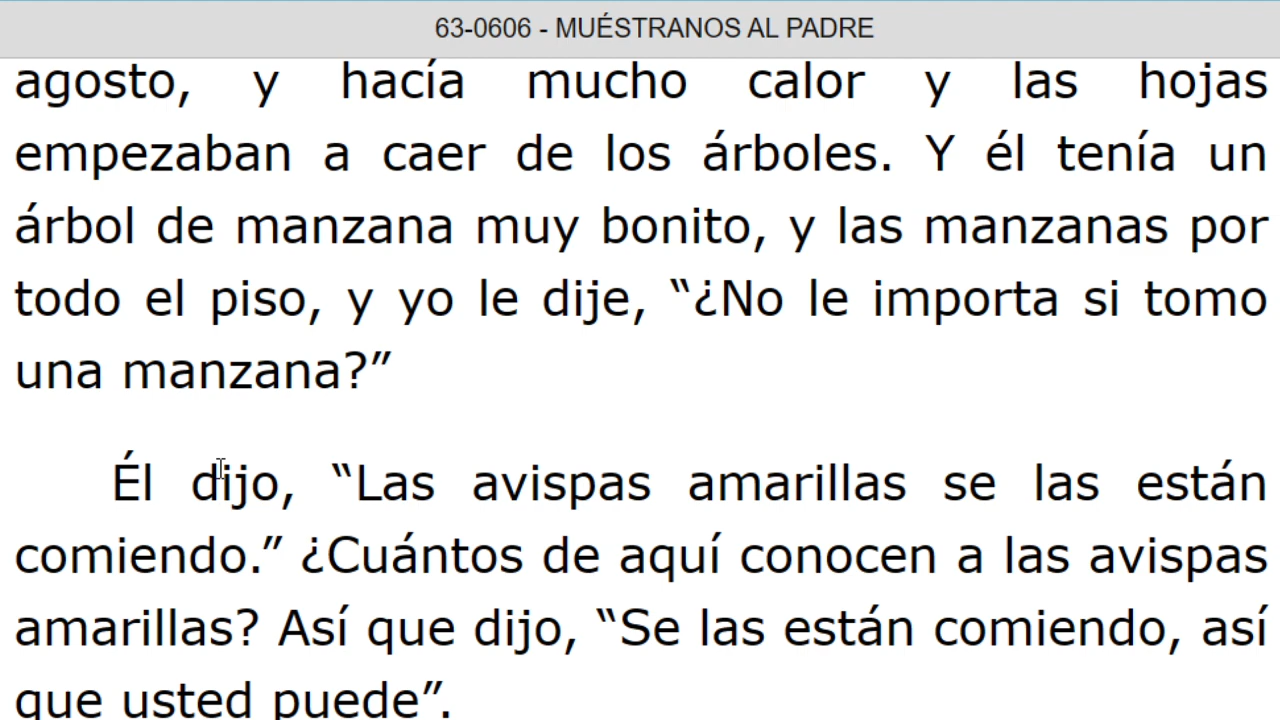 63-0606 - MUÉSTRANOS AL PADRE
agosto, y hacía mucho calor y las hojas
empezaban a caer de los árboles. Y él tenía un
árbol de manzana muy bonito, y las manzanas por
todo el piso, y yo le dije, “¿No le importa si tomo
una manzana?”
Él dijo, “Las avispas amarillas se las están
comiendo.” ¿Cuántos de aquí conocen a las avispas
amarillas? Así que dijo, “Se las están comiendo, así
que usted puede”.